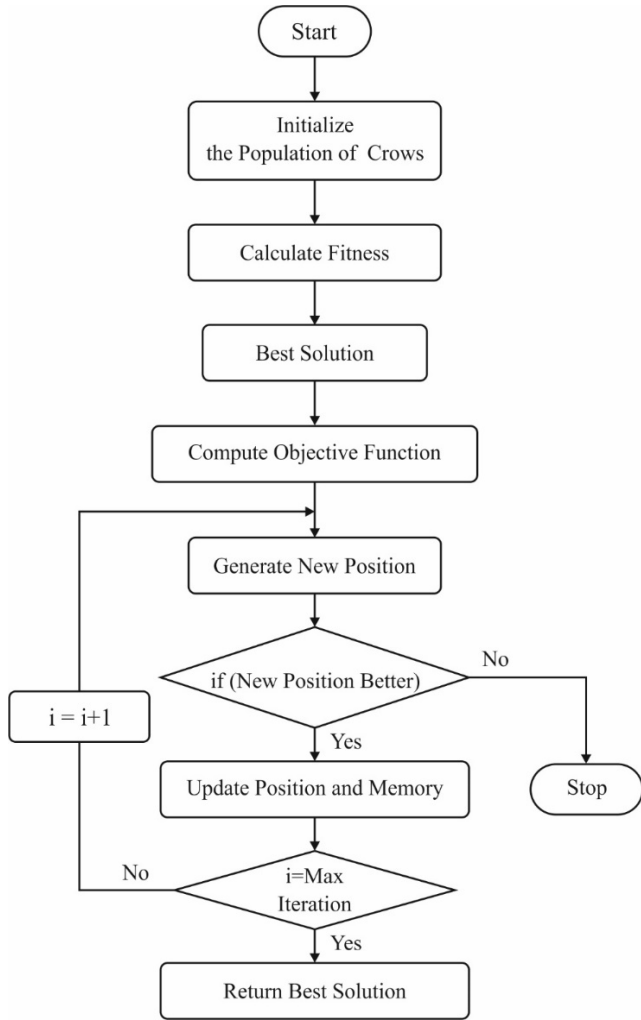 Start
Initialize
the Population of Crows
Calculate Fitness
Best Solution
Compute Objective Function
Generate New Position
if (New Position Better)
No
i = i+1
Yes
Update Position and Memory
Stop
No
i=Max
Iteration
Yes
Return Best Solution